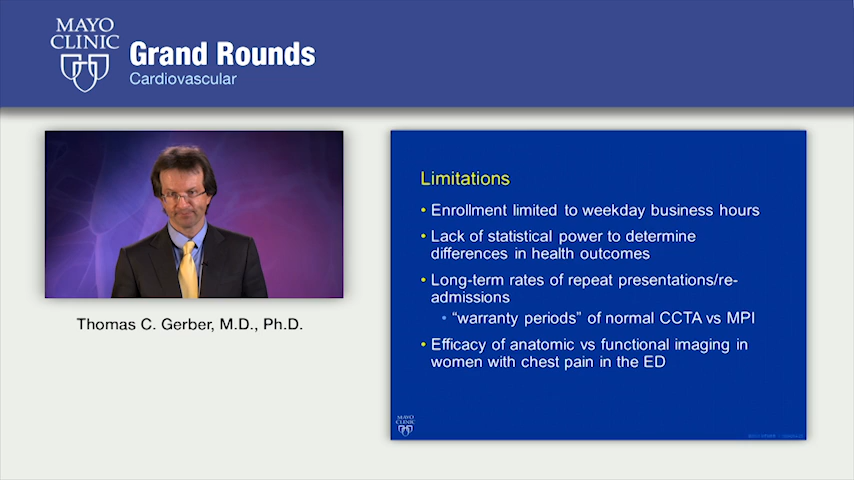 MAYO
CLINIC
Grand Rounds
Cardiovascular
Thomas C. Gerber, M.D., Ph.D.
Limitations
• Enrollment limited to weekday business hours
• Lack of statistical power to determine
differences in health outcomes
• Long-term rates of repeat presentations/re-
admissions
• “warranty periods” of normal CCTA vs MPI
• Efficacy of anatomic vs functional imaging in
women with chest pain in the ED
MAYO
CLINIC